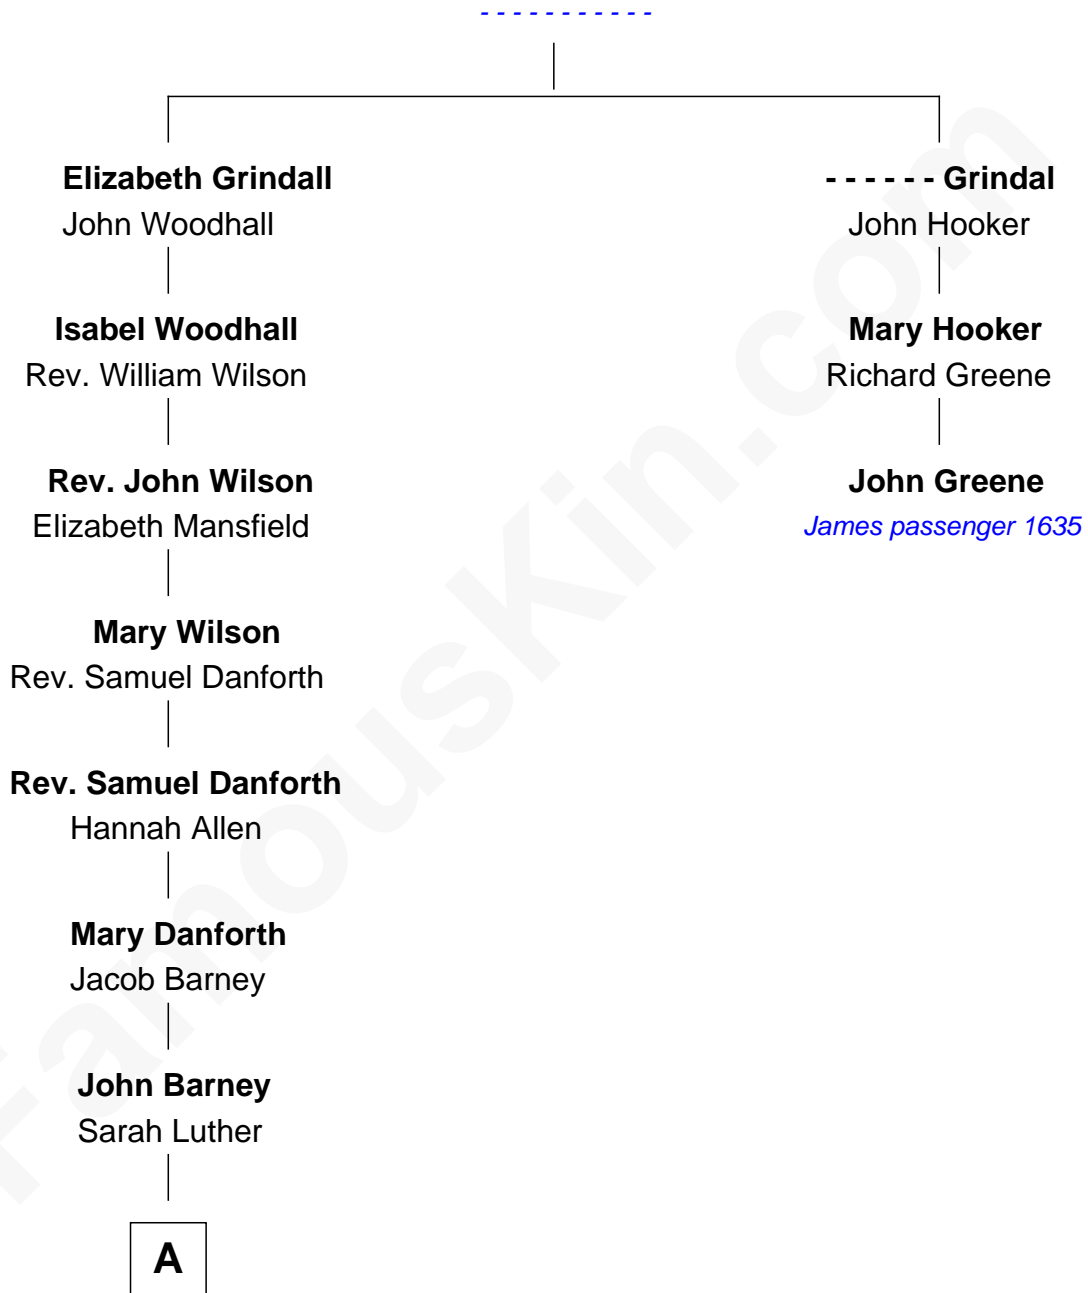 - - - - - - - - - - -
Elizabeth Grindall
John Woodhall
Isabel Woodhall
Rev. William Wilson
Rev. John Wilson
Elizabeth Mansfield
Mary Wilson
Rev. Samuel Danforth
Rev. Samuel Danforth
Hannah Allen
Mary Danforth
Jacob Barney
John Barney
Sarah Luther
A
- - - - - - Grindal
John Hooker
Mary Hooker
Richard Greene
John Greene
James passenger 1635
FamousKin.com